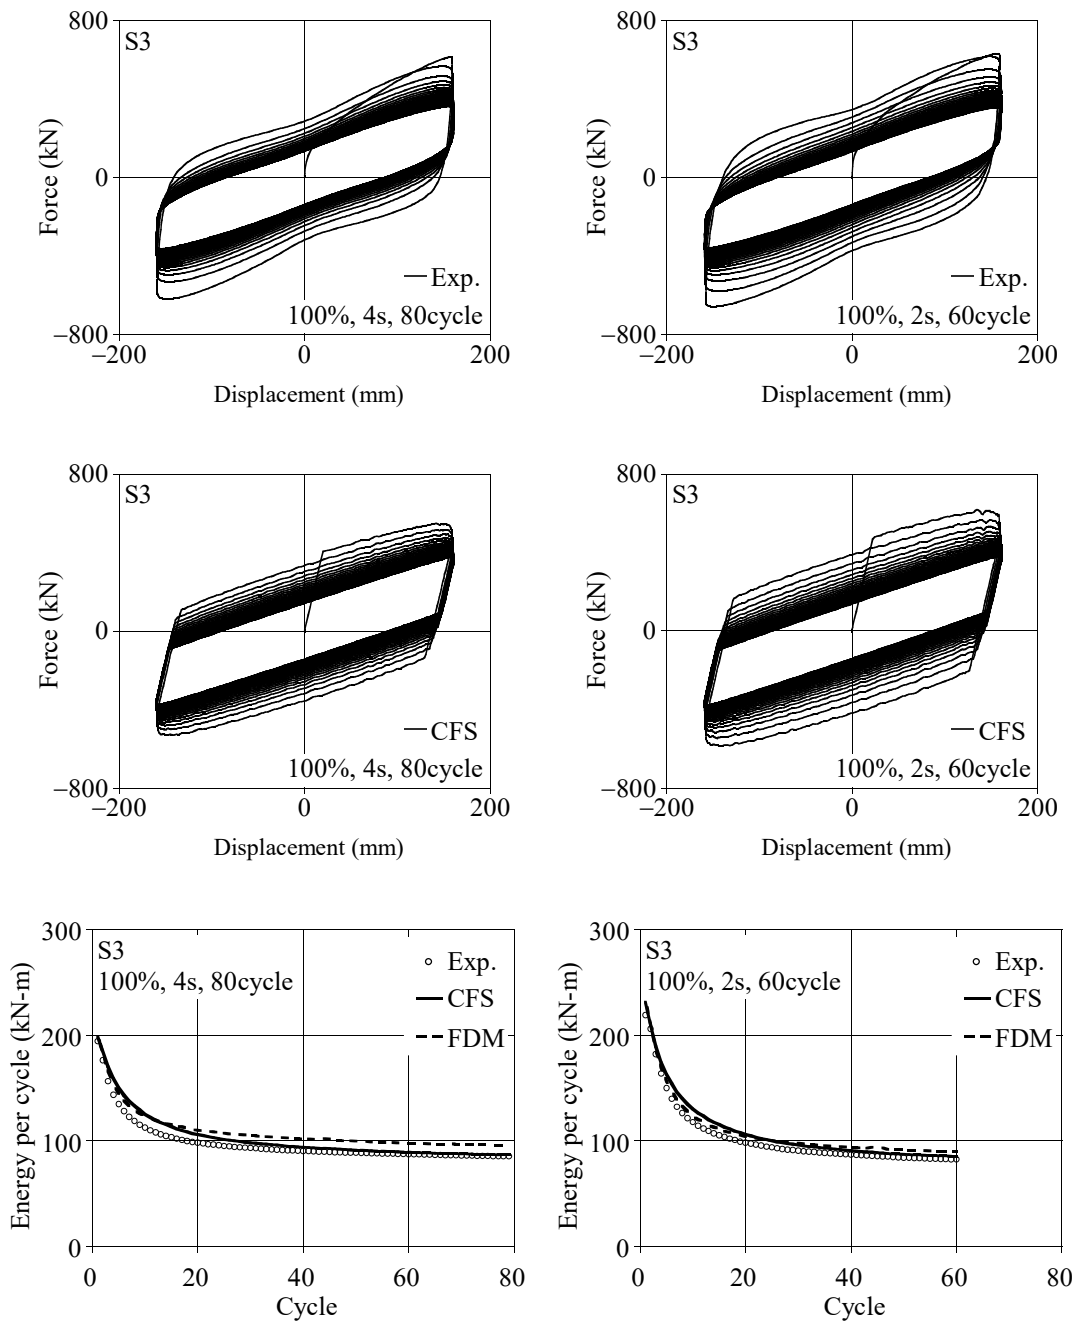 800
S3
Force (kN)
0
Exp.
100%, 4s, 80cycle
−800
−200
0
200
Displacement (mm)
800
S3
Force (kN)
0
Exp.
100%, 2s, 60cycle
−800
−200
0
200
Displacement (mm)
800
S3
Force (kN)
0
CFS
100%, 4s, 80cycle
−800
−200
0
200
Displacement (mm)
800
S3
Force (kN)
0
CFS
100%, 2s, 60cycle
−800
−200
0
200
Displacement (mm)
300
S3
100%, 4s, 80cycle
Exp.
CFS
FDM
Energy per cycle (kN-m)
200
100
0
0
20
40
60
80
Cycle
300
S3
100%, 2s, 60cycle
Exp.
CFS
FDM
Energy per cycle (kN-m)
200
100
0
0
20
40
60
80
Cycle